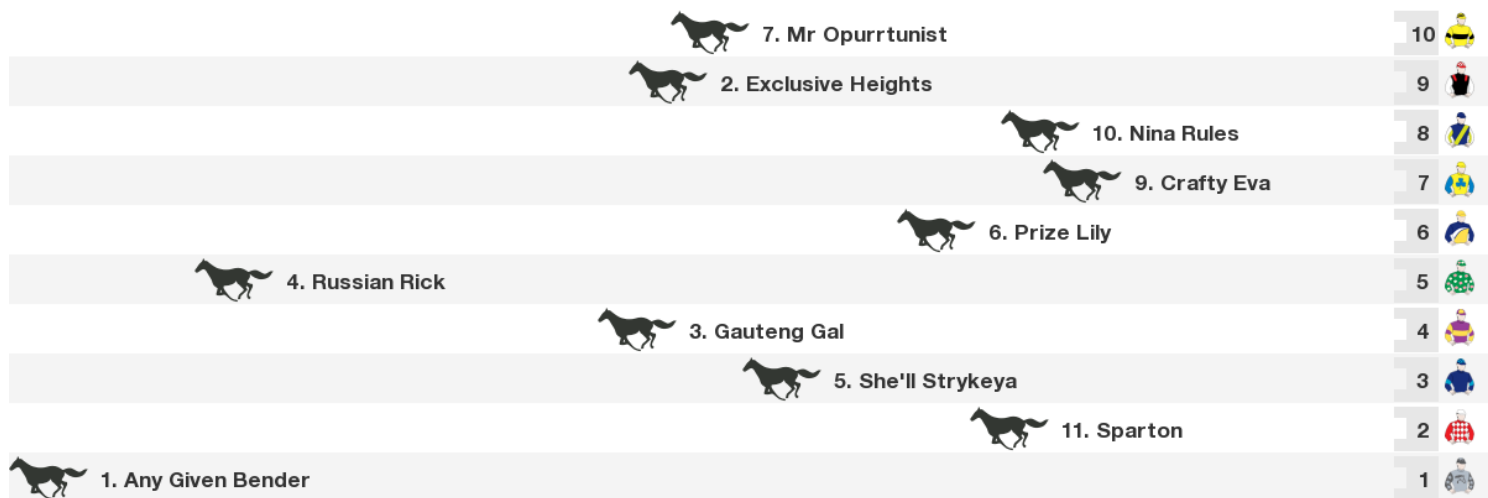 7. Mr Opurrtunist 10
2. Exclusive Heights 9
10. Nina Rules 8
9. Crafty Eva 7
6. Prize Lily 6
4. Russian Rick 5
3. Gauteng Gal 4
5. She'll Strykeya 3
11. Sparton 2
1. Any Given Bender 1